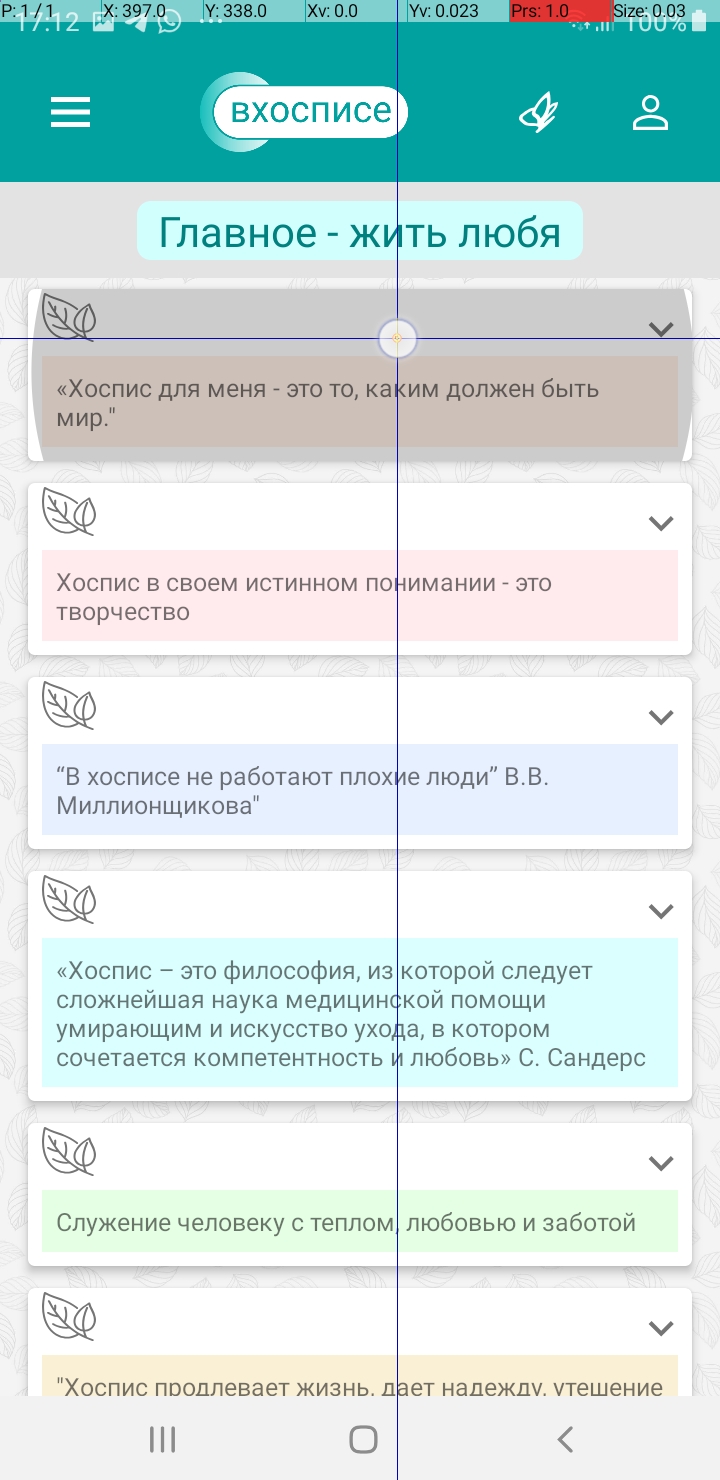 P: 1 / 1 X: 397.0 Y: 338.0 Xv: 0.0 Yv: 0.023 Prs: 1.0 Size: 0.03
17:12 100%
вхосписе
Главное - жить любя
«Хоспис для меня - это то, каким должен быть
мир."
Хоспис в своем истинном понимании - это
творчество
“В хосписе не работают плохие люди” В.В.
Миллионщикова"
«Хоспис – это философия, из которой следует
сложнейшая наука медицинской помощи
умирающим и искусство ухода, в котором
сочетается компетентность и любовь» С. Сандерс
Служение человеку с теплом, любовью и заботой
"Хоспис продлевает жизнь, дает надежду, утешение